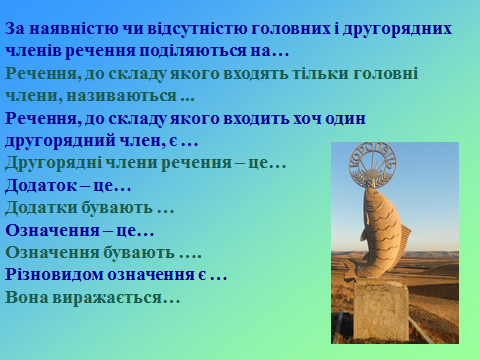 За наявністю чи відсутністю головних і другорядних
членів речення поділяються на…
Речення, до складу якого входять тільки головні
члени, називаються ...
Речення, до складу якого входить хоч один
другорядний член, є …
Другорядні члени речення – це…
Додаток – це…
Додатки бувають …
Означення – це…
Означення бувають ….
Різновидом означення є …
Вона виражається…
КОРОПЕЦЬ